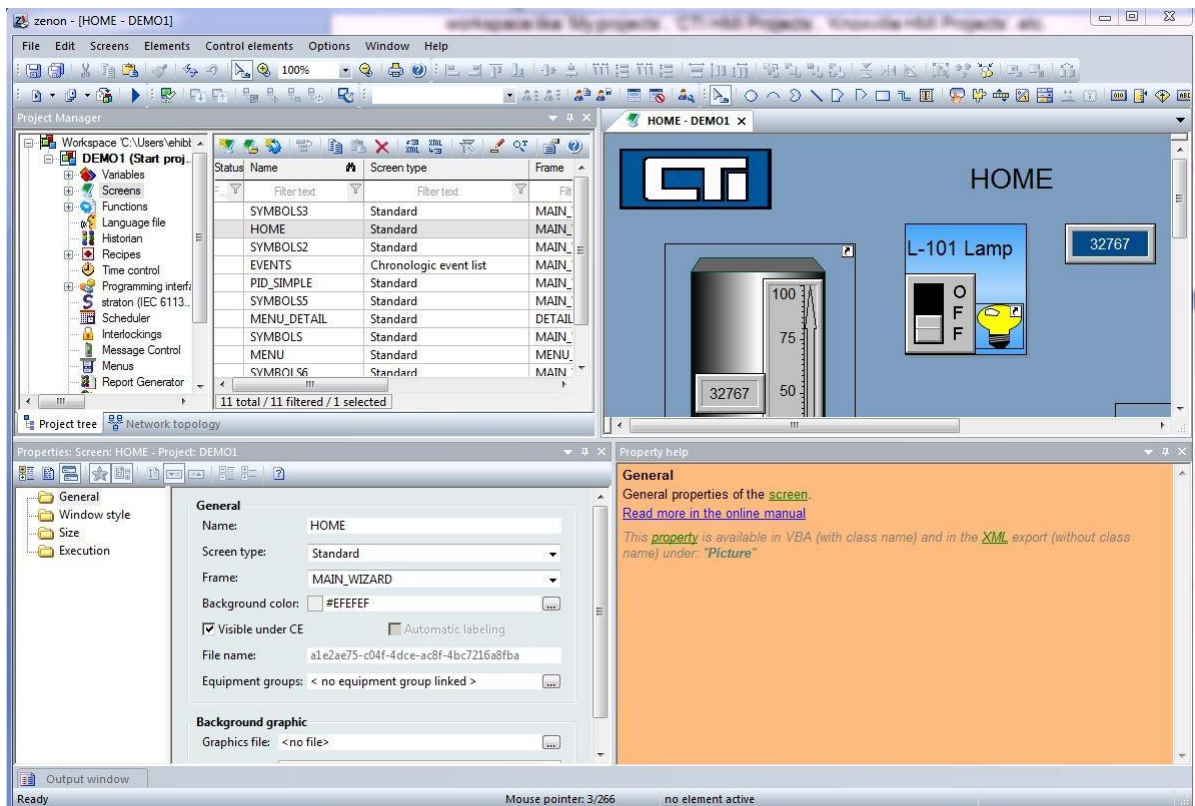 workspace like 'My projects', 'CTI HMI Projects', 'Knoxville HMI Projects', etc.
zenon - [HOME - DEMO1]
File Edit Screens Elements Control elements Options Window Help
100%
Project Manager
HOME - DEMO1
Workspace 'C:\Users\ehibb
DEMO1 (Start proj..
Variables
Screens
Functions
Language file
Historian
Recipes
Time control
Programming interfa
straton (IEC 6113..
Scheduler
Interlockings
Message Control
Menus
Report Generator
Status Name Screen type Frame
F... Filter text Filter text Filt
SYMBOLS3 Standard MAIN_
HOME Standard MAIN_
SYMBOLS2 Standard MAIN_
EVENTS Chronologic event list MAIN_
PID_SIMPLE Standard MAIN_
SYMBOLS5 Standard MAIN_
MENU_DETAIL Standard DETAIL
SYMBOLS Standard MAIN_
MENU Standard MENU_
SYMBOLS6 Standard MAIN
11 total / 11 filtered / 1 selected
Project tree Network topology
CTi
HOME
L-101 Lamp
32767
OFF
100
75
50
32767
Properties: Screen: HOME - Project: DEMO1
General
Window style
Size
Execution
General
Name: HOME
Screen type: Standard
Frame: MAIN_WIZARD
Background color: #EFEFEF
Visible under CE Automatic labeling
File name: a1e2ae75-c04f-4dce-ac8f-4bc7216a8fba
Equipment groups: < no equipment group linked >
Background graphic
Graphics file: <no file>
Property help
General
General properties of the screen.
Read more in the online manual
This property is available in VBA (with class name) and in the XML export (without class
name) under: "Picture"
Output window
Ready Mouse pointer: 3/266 no element active